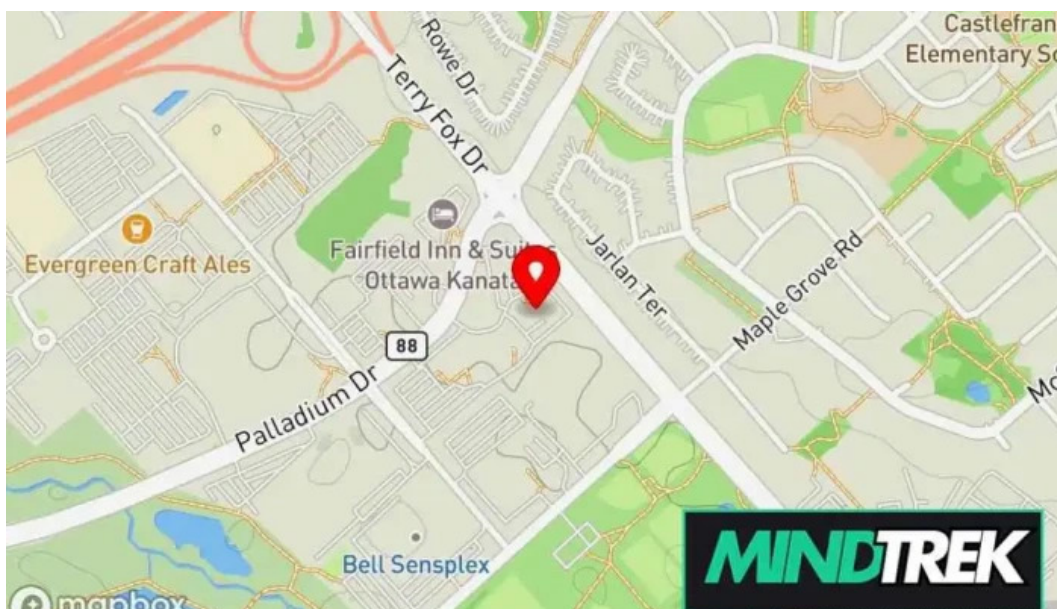 Castlefran
Elementary Sc
Rowe Dr
Terry Fox Dr
Fairfield Inn & Suites
Ottawa Kanata
Evergreen Craft Ales
Jarlan Ter
Maple Grove Rd
88
Palladium Dr
Bell Sensplex
MINDTREK
mapbox